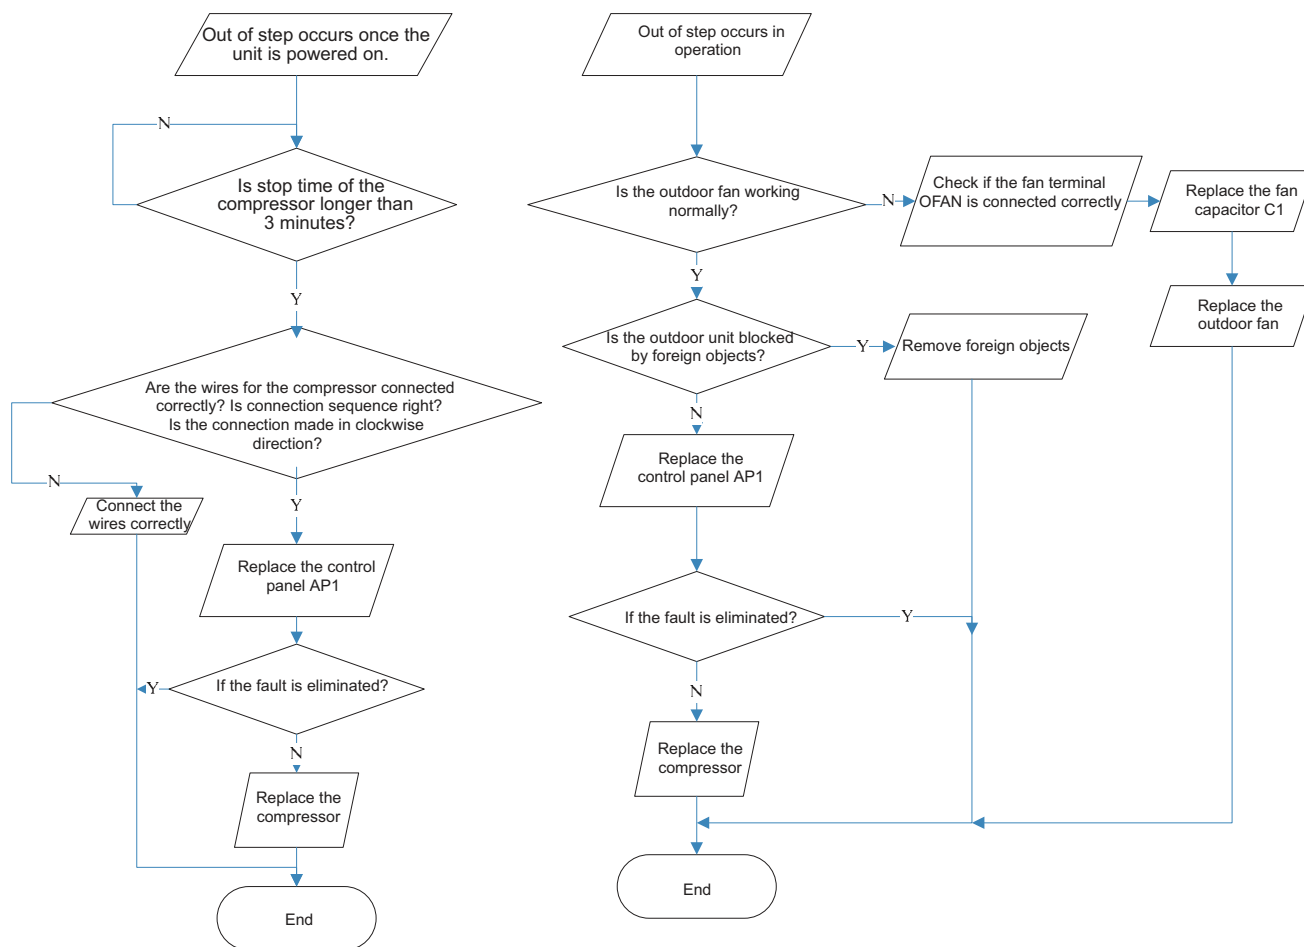 Out of step occurs once the
unit is powered on.
N
Is stop time of the
compressor longer than
3 minutes?
Y
Are the wires for the compressor connected
correctly? Is connection sequence right?
Is the connection made in clockwise
direction?
N
Connect the
wires correctly
Y
Replace the control
panel AP1
If the fault is eliminated?
Y
N
Replace the
compressor
End
Out of step occurs in
operation
Is the outdoor fan working
normally?
N
Check if the fan terminal
OFAN is connected correctly
Replace the fan
capacitor C1
Replace the
outdoor fan
Y
Is the outdoor unit blocked
by foreign objects?
Y
Remove foreign objects
N
Replace the
control panel AP1
If the fault is eliminated?
Y
N
Replace the
compressor
End